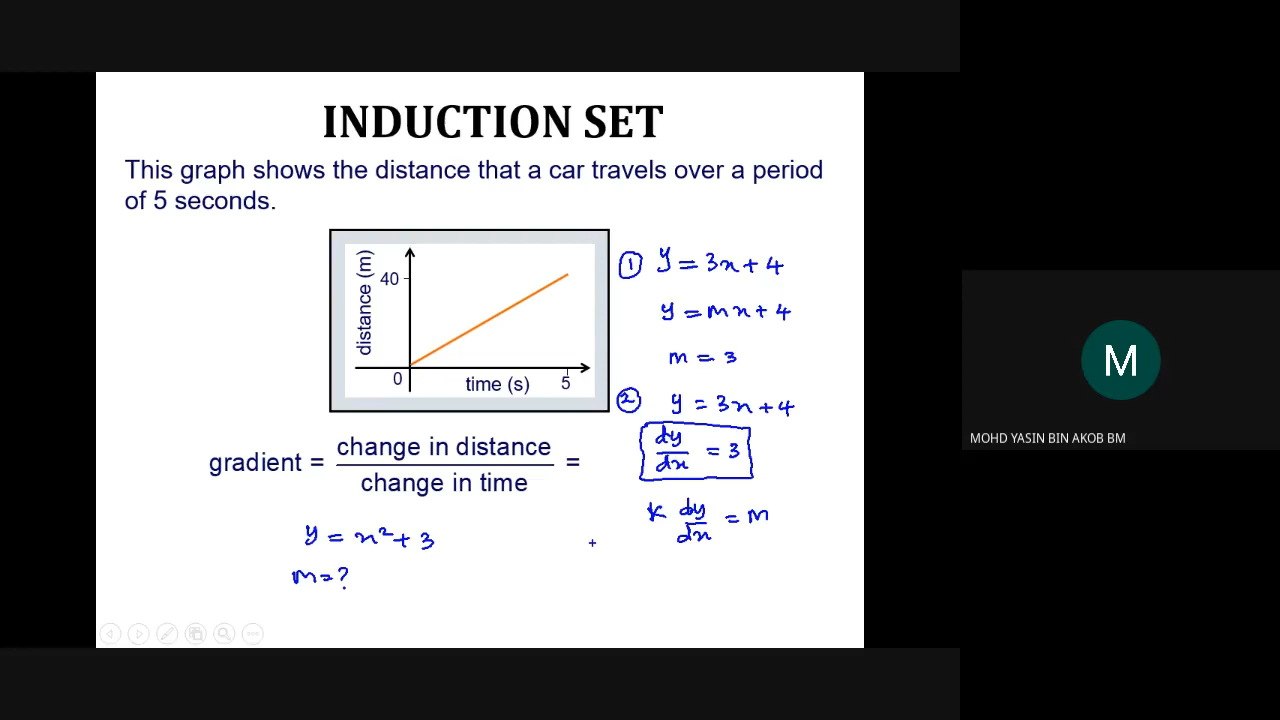 INDUCTION SET
This graph shows the distance that a car travels over a period
of 5 seconds.
distance (m)
40
0
time (s)
5
① y = 3x + 4
y = mx + 4
m = 3
② y = 3x + 4
dy/dx = 3
* dy/dx = m
gradient = change in distance / change in time =
y = x² + 3
m = ?
M
MOHD YASIN BIN AKOB BM